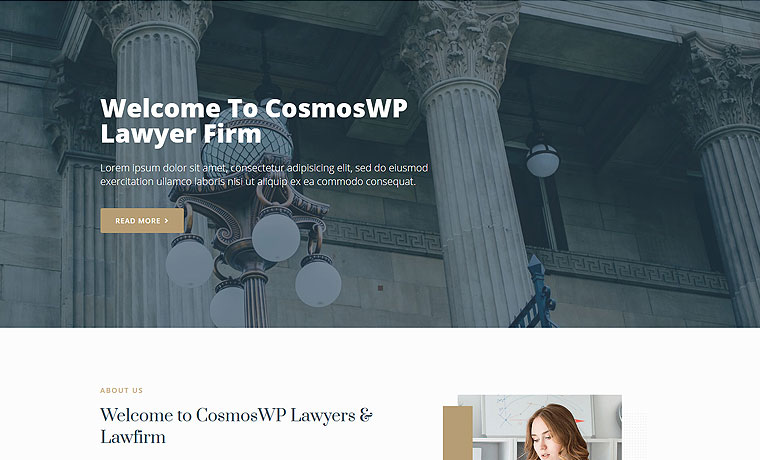 Welcome To CosmosWP
Lawyer Firm
Lorem ipsum dolor sit amet, consectetur adipisicing elit, sed do eiusmod
exercitation ullamco laboris nisi ut aliquip ex ea commodo consequat.
READ MORE >
ABOUT US
Welcome to CosmosWP Lawyers &
Lawfirm